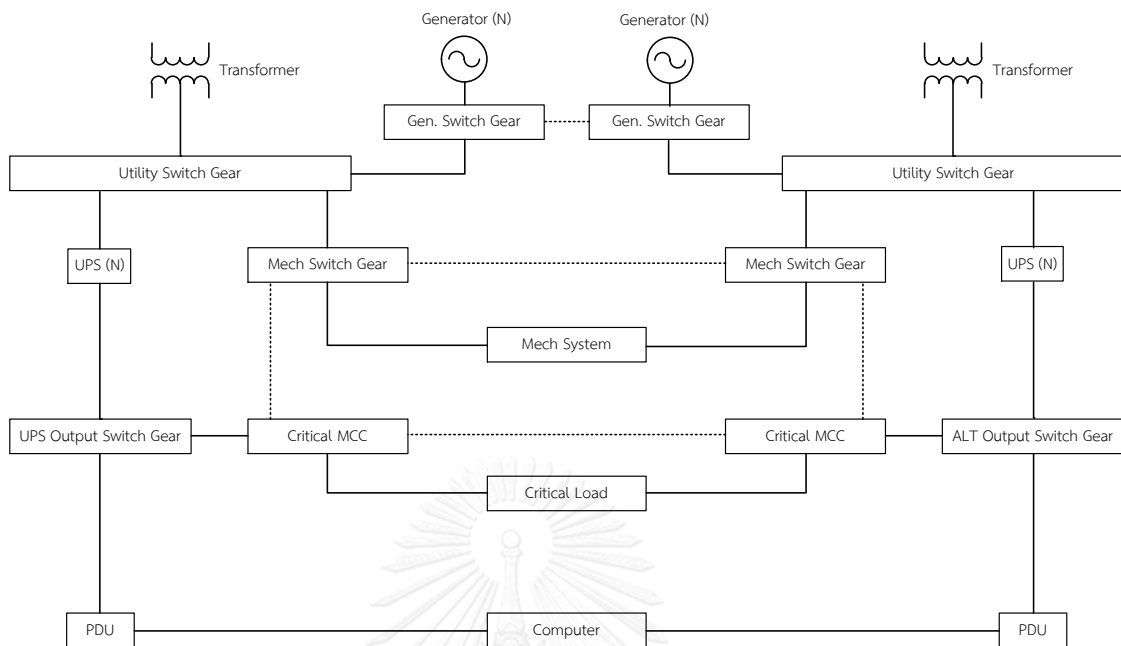 Generator (N)
Generator (N)
Transformer
Transformer
Gen. Switch Gear
Gen. Switch Gear
Utility Switch Gear
Utility Switch Gear
UPS (N)
Mech Switch Gear
Mech Switch Gear
UPS (N)
Mech System
UPS Output Switch Gear
Critical MCC
Critical MCC
ALT Output Switch Gear
Critical Load
PDU
Computer
PDU